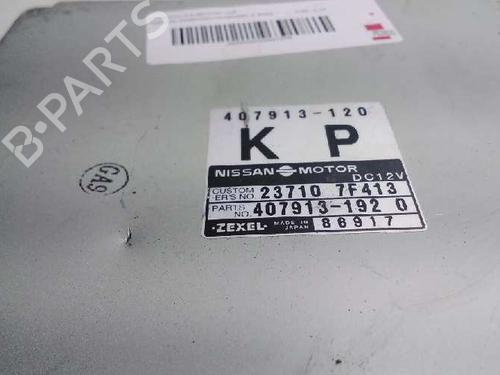 407913-120
K P
NISSAN MOTOR
DC12V
CUSTOM
ER'S NO. 23710 7F413
PARTS
NO. 407913-192 0
ZEXEL MADE IN
JAPAN 86917
GA9
B-PARTS